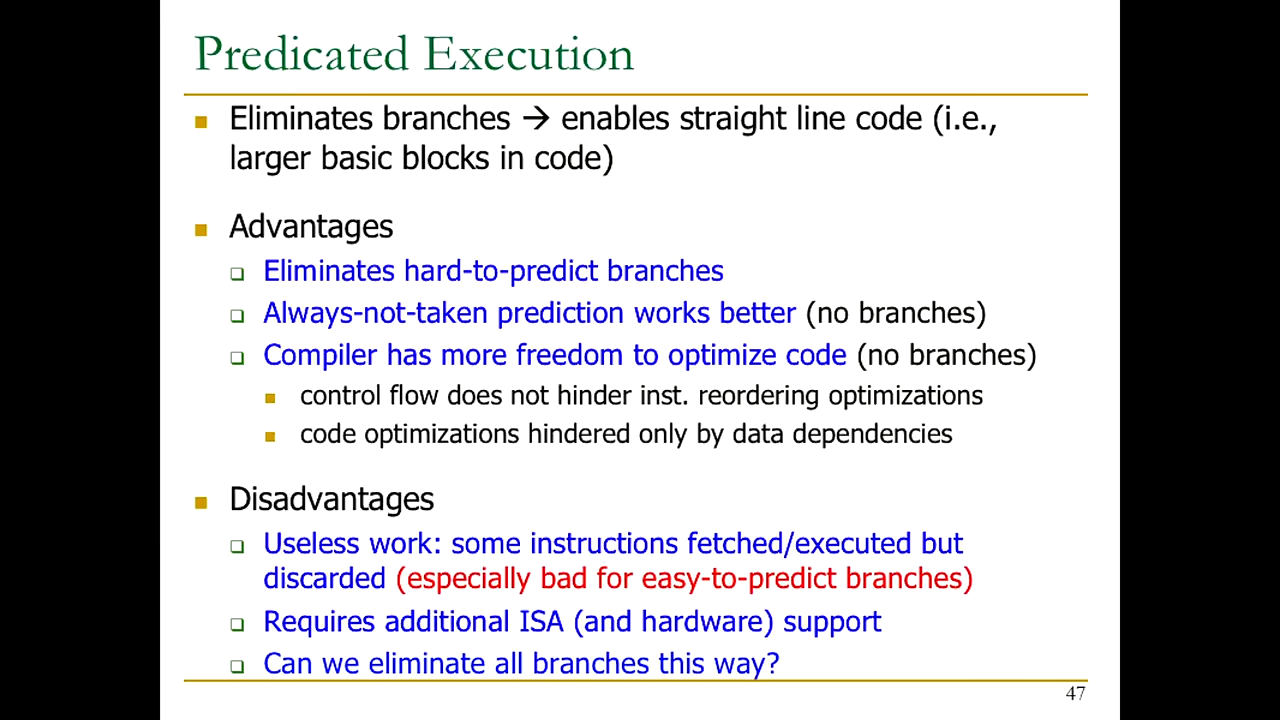 Predicated Execution
Eliminates branches → enables straight line code (i.e.,
larger basic blocks in code)
Advantages
Eliminates hard-to-predict branches
Always-not-taken prediction works better (no branches)
Compiler has more freedom to optimize code (no branches)
control flow does not hinder inst. reordering optimizations
code optimizations hindered only by data dependencies
Disadvantages
Useless work: some instructions fetched/executed but
discarded (especially bad for easy-to-predict branches)
Requires additional ISA (and hardware) support
Can we eliminate all branches this way?
47